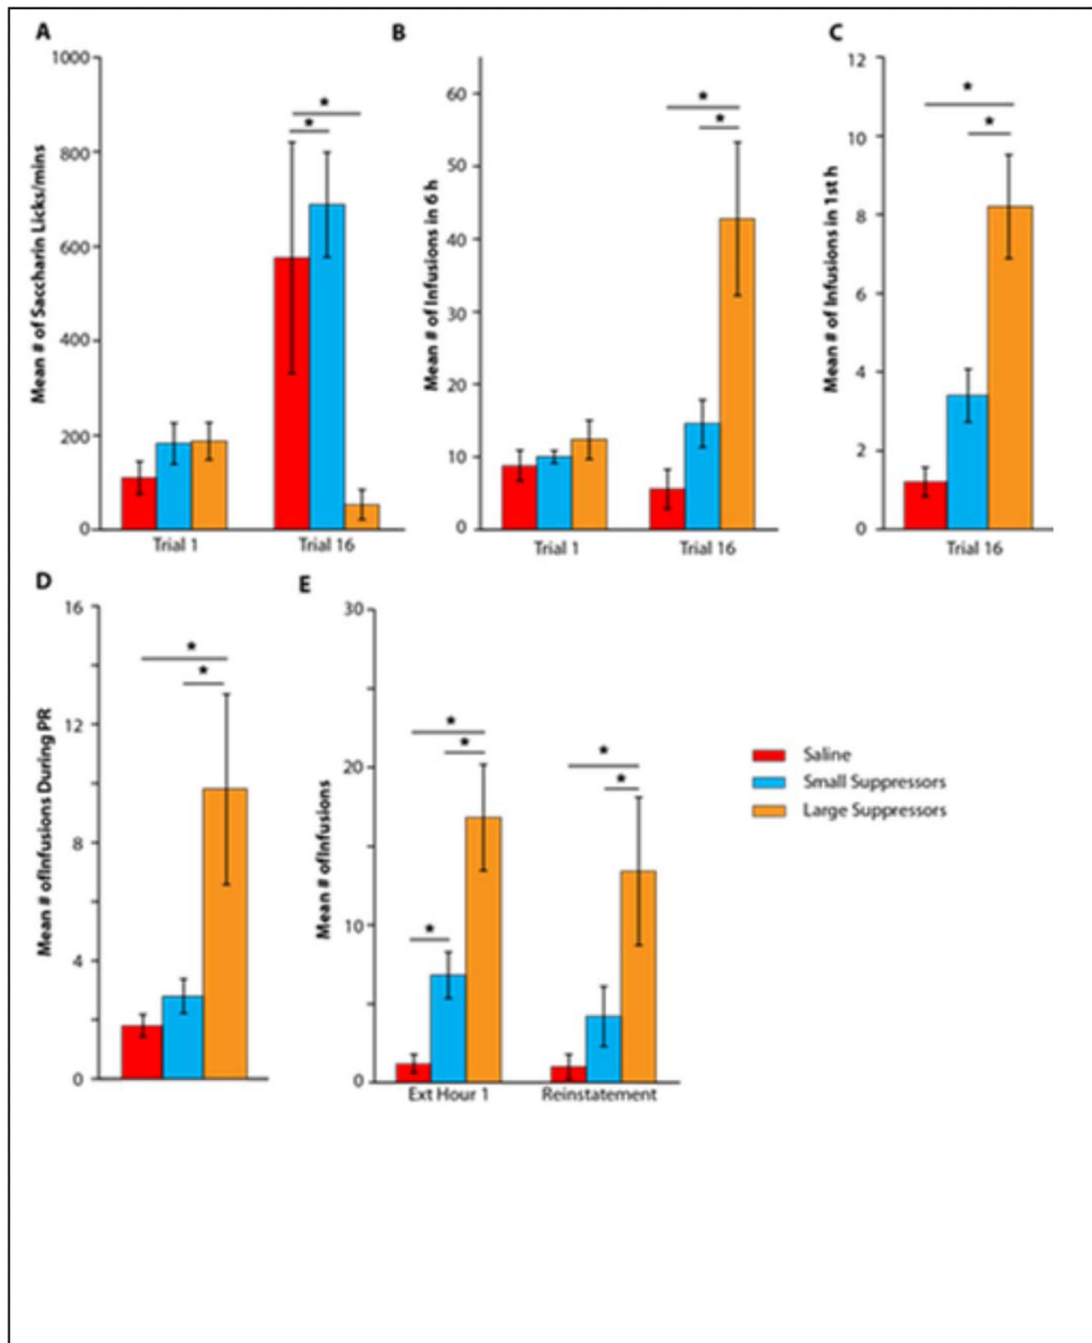 A
Mean # of Saccharin Licks/mins
1000
800
600
400
200
0
Trial 1
Trial 16
*
*
B
Mean # of Infusions in 6 h
60
50
40
30
20
10
0
Trial 1
Trial 16
*
*
C
Mean # of Infusions in 1st h
12
10
8
6
4
2
0
Trial 16
*
*
D
Mean # ofInfusions During PR
16
12
8
4
0
*
*
E
Mean # ofInfusions
30
20
10
0
Ext Hour 1
Reinstatement
*
*
*
*
*
Saline
Small Suppressors
Large Suppressors